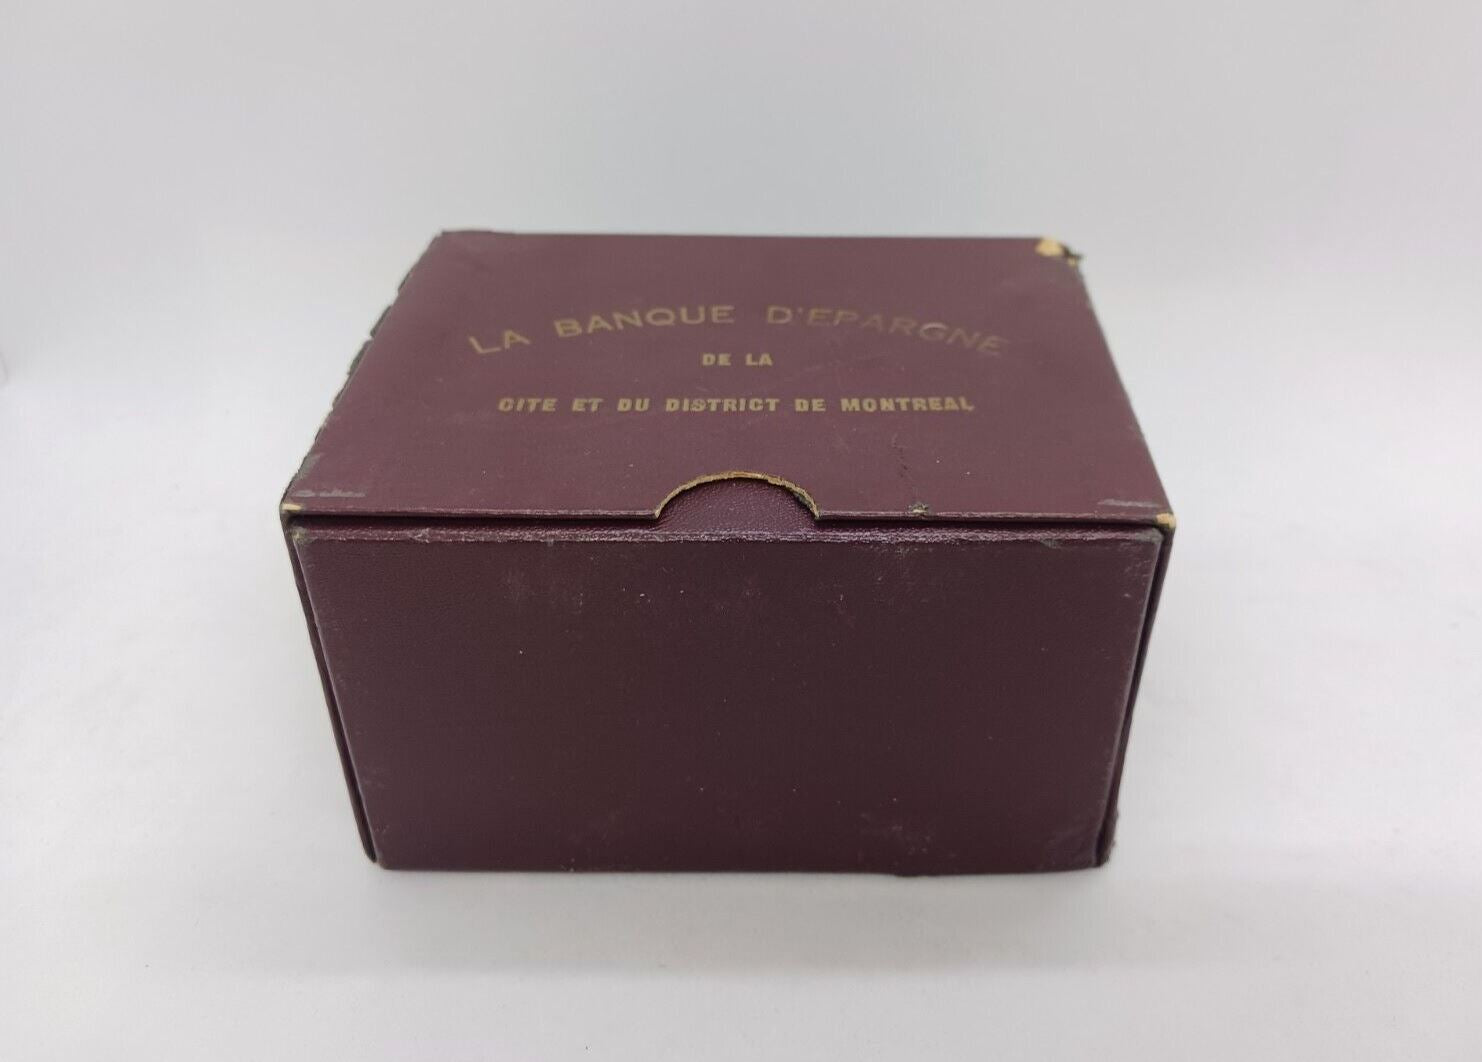 LA BANQUE D'EPARGNE
DE LA
CITE ET DU DISTRICT DE MONTREAL